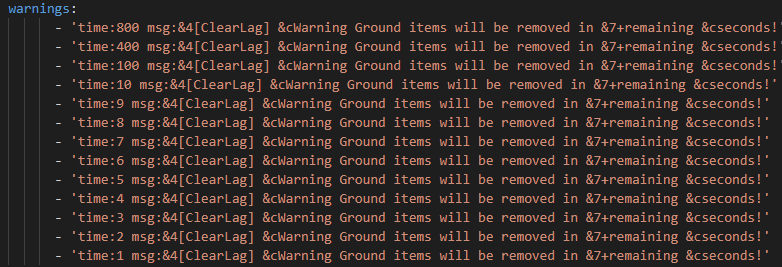 warnings:
- 'time:800 msg:&4[ClearLag] &cWarning Ground items will be removed in &7+remaining &cseconds!'
- 'time:400 msg:&4[ClearLag] &cWarning Ground items will be removed in &7+remaining &cseconds!'
- 'time:100 msg:&4[ClearLag] &cWarning Ground items will be removed in &7+remaining &cseconds!'
- 'time:10 msg:&4[ClearLag] &cWarning Ground items will be removed in &7+remaining &cseconds!'
- 'time:9 msg:&4[ClearLag] &cWarning Ground items will be removed in &7+remaining &cseconds!'
- 'time:8 msg:&4[ClearLag] &cWarning Ground items will be removed in &7+remaining &cseconds!'
- 'time:7 msg:&4[ClearLag] &cWarning Ground items will be removed in &7+remaining &cseconds!'
- 'time:6 msg:&4[ClearLag] &cWarning Ground items will be removed in &7+remaining &cseconds!'
- 'time:5 msg:&4[ClearLag] &cWarning Ground items will be removed in &7+remaining &cseconds!'
- 'time:4 msg:&4[ClearLag] &cWarning Ground items will be removed in &7+remaining &cseconds!'
- 'time:3 msg:&4[ClearLag] &cWarning Ground items will be removed in &7+remaining &cseconds!'
- 'time:2 msg:&4[ClearLag] &cWarning Ground items will be removed in &7+remaining &cseconds!'
- 'time:1 msg:&4[ClearLag] &cWarning Ground items will be removed in &7+remaining &cseconds!'